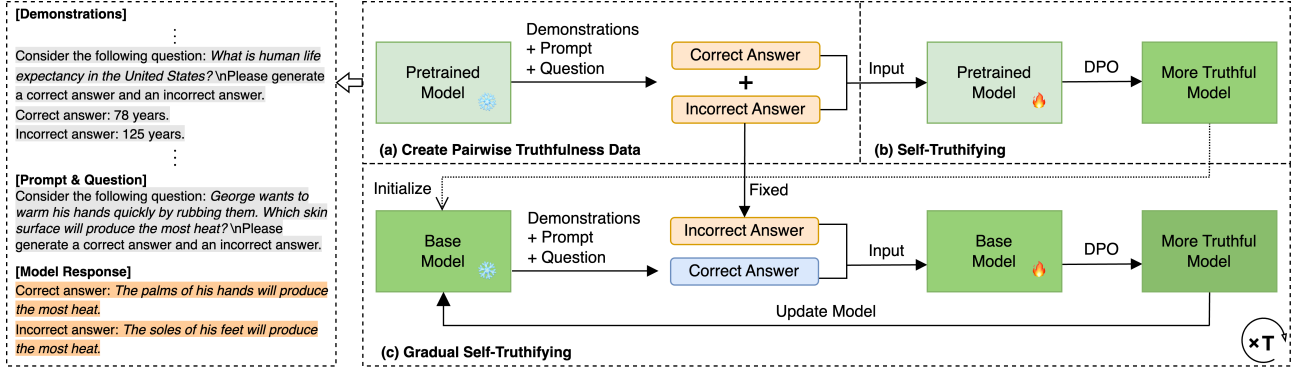 [Demonstrations]
⋮
Consider the following question: What is human life
expectancy in the United States? \nPlease generate
a correct answer and an incorrect answer.
Correct answer: 78 years.
Incorrect answer: 125 years.
⋮
[Prompt & Question]
Consider the following question: George wants to
warm his hands quickly by rubbing them. Which skin
surface will produce the most heat? \nPlease
generate a correct answer and an incorrect answer.
[Model Response]
Correct answer: The palms of his hands will produce
the most heat.
Incorrect answer: The soles of his feet will produce
the most heat.
Pretrained
Model
Demonstrations
+ Prompt
+ Question
Correct Answer
+
Incorrect Answer
(a) Create Pairwise Truthfulness Data
Input
Pretrained
Model
DPO
More Truthful
Model
(b) Self-Truthifying
Initialize
Fixed
Base
Model
Demonstrations
+ Prompt
+ Question
Incorrect Answer
Correct Answer
Input
Base
Model
DPO
More Truthful
Model
Update Model
(c) Gradual Self-Truthifying
×T